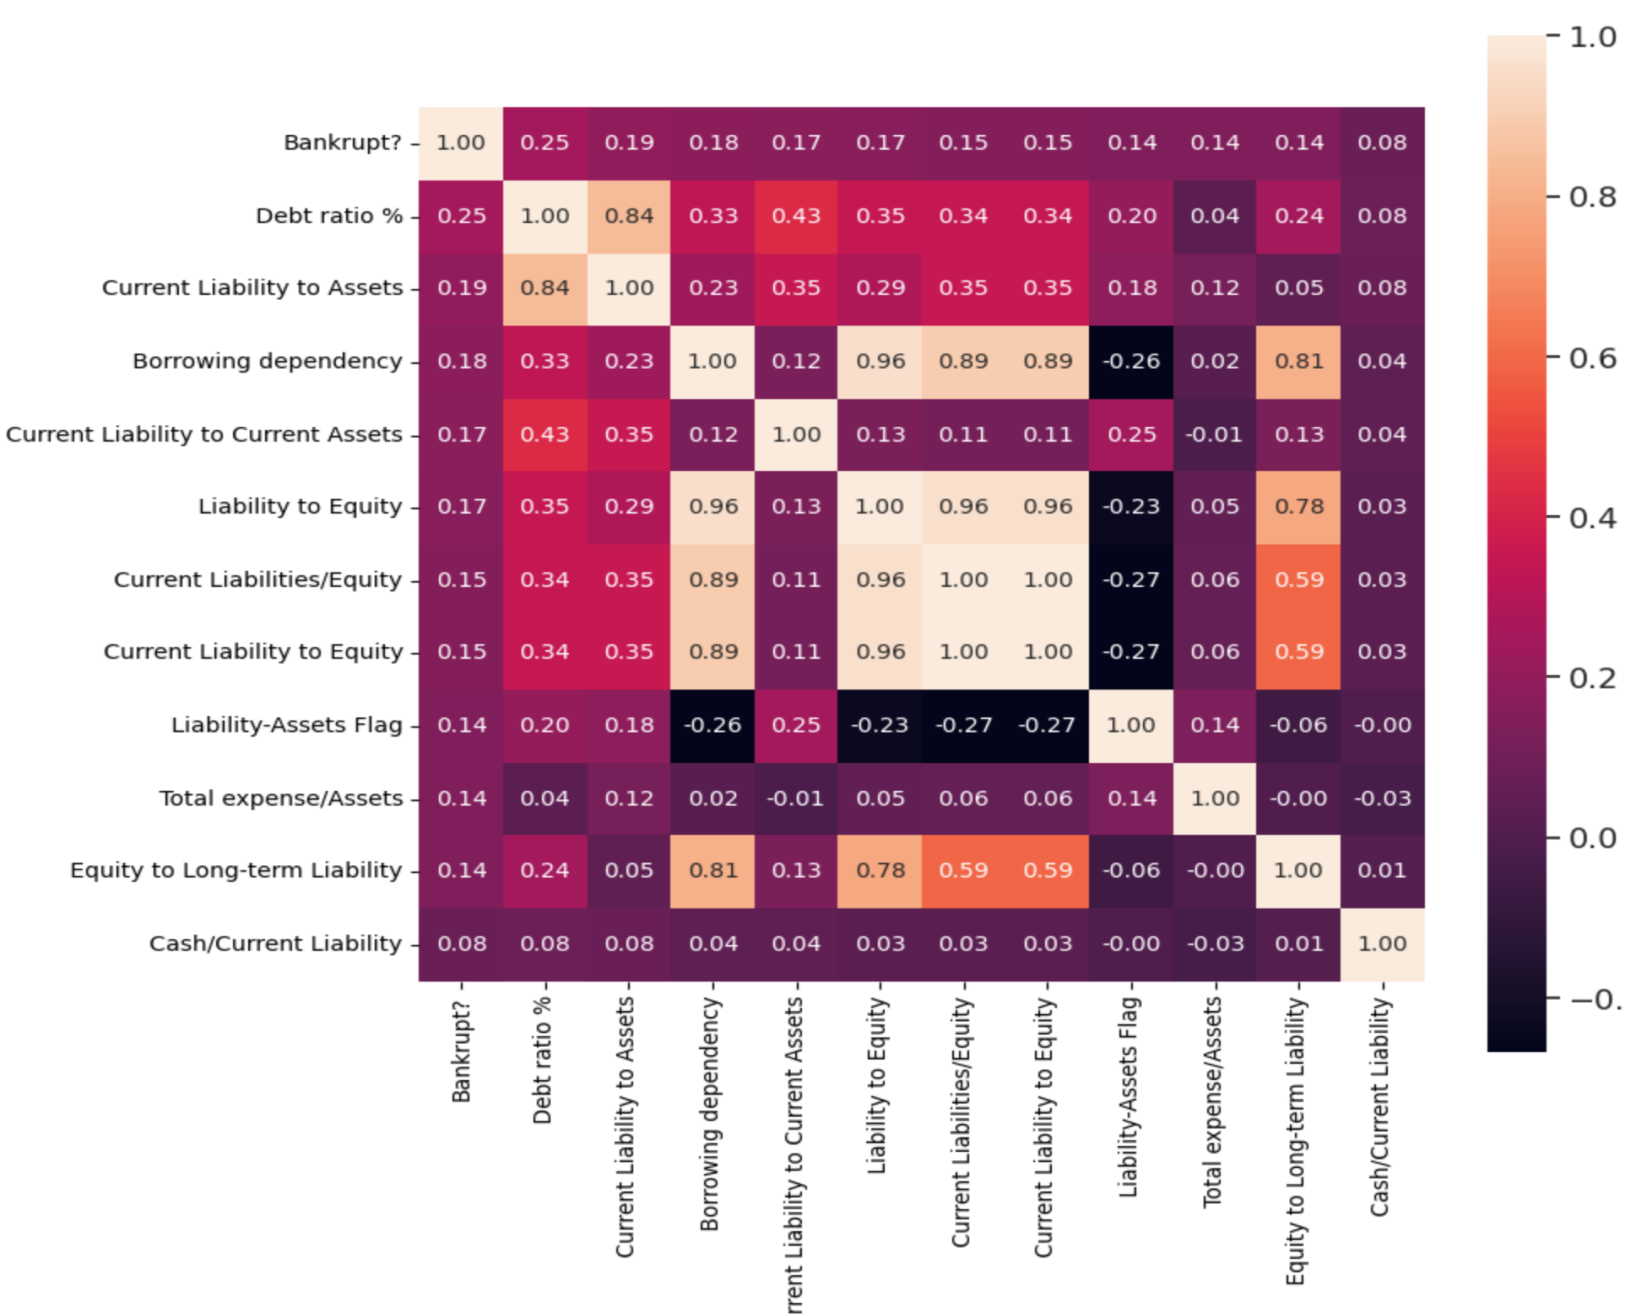 1.0
Bankrupt? 1.00 0.25 0.19 0.18 0.17 0.17 0.15 0.15 0.14 0.14 0.14 0.08
0.8
Debt ratio % 0.25 1.00 0.84 0.33 0.43 0.35 0.34 0.34 0.20 0.04 0.24 0.08
Current Liability to Assets 0.19 0.84 1.00 0.23 0.35 0.29 0.35 0.35 0.18 0.12 0.05 0.08
Borrowing dependency 0.18 0.33 0.23 1.00 0.12 0.96 0.89 0.89 -0.26 0.02 0.81 0.04
0.6
Current Liability to Current Assets 0.17 0.43 0.35 0.12 1.00 0.13 0.11 0.11 0.25 -0.01 0.13 0.04
Liability to Equity 0.17 0.35 0.29 0.96 0.13 1.00 0.96 0.96 -0.23 0.05 0.78 0.03
0.4
Current Liabilities/Equity 0.15 0.34 0.35 0.89 0.11 0.96 1.00 1.00 -0.27 0.06 0.59 0.03
Current Liability to Equity 0.15 0.34 0.35 0.89 0.11 0.96 1.00 1.00 -0.27 0.06 0.59 0.03
0.2
Liability-Assets Flag 0.14 0.20 0.18 -0.26 0.25 -0.23 -0.27 -0.27 1.00 0.14 -0.06 -0.00
Total expense/Assets 0.14 0.04 0.12 0.02 -0.01 0.05 0.06 0.06 0.14 1.00 -0.00 -0.03
0.0
Equity to Long-term Liability 0.14 0.24 0.05 0.81 0.13 0.78 0.59 0.59 -0.06 -0.00 1.00 0.01
Cash/Current Liability 0.08 0.08 0.08 0.04 0.04 0.03 0.03 0.03 -0.00 -0.03 0.01 1.00
−0.
Bankrupt?
Debt ratio %
Current Liability to Assets
Borrowing dependency
rrent Liability to Current Assets
Liability to Equity
Current Liabilities/Equity
Current Liability to Equity
Liability-Assets Flag
Total expense/Assets
Equity to Long-term Liability
Cash/Current Liability